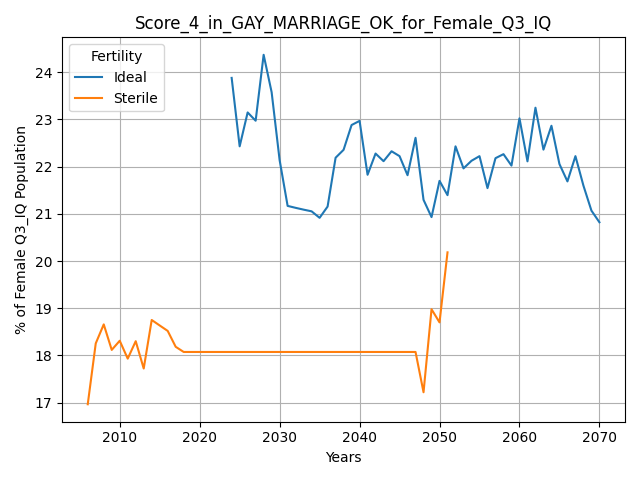 Score_4_in_GAY_MARRIAGE_OK_for_Female_Q3_IQ
Fertility
Ideal
Sterile
% of Female Q3_IQ Population
24
23
22
21
20
19
18
17
2010 2020 2030 2040 2050 2060 2070
Years